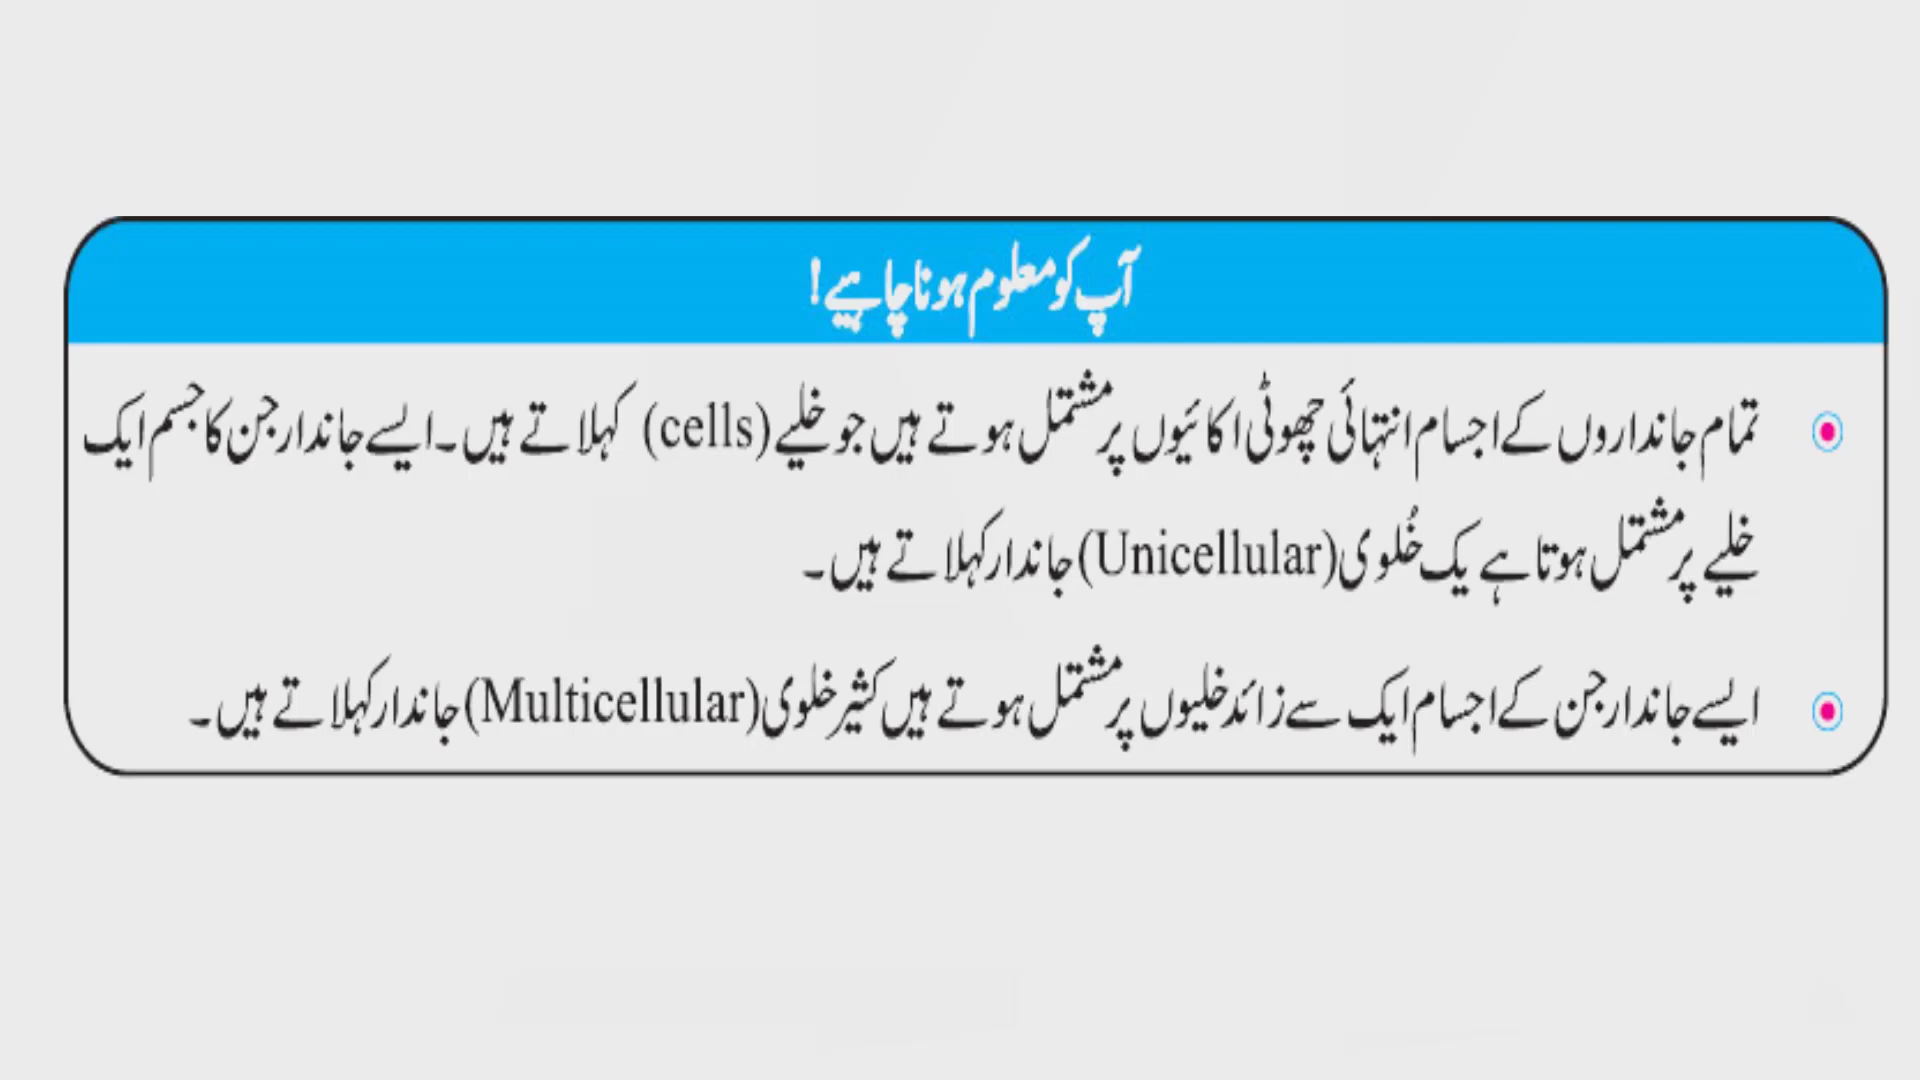 آپ کو معلوم ہونا چاہیے!
تمام جانداروں کے اجسام انتہائی چھوٹی اکائیوں پر مشتمل ہوتے ہیں جو خلیے (cells) کہلاتے ہیں۔ ایسے جاندار جن کا جسم ایک
خلیے پر مشتمل ہوتا ہے یک خُلوی (Unicellular) جاندار کہلاتے ہیں۔
ایسے جاندار جن کے اجسام ایک سے زائد خلیوں پر مشتمل ہوتے ہیں کثیر خلوی (Multicellular) جاندار کہلاتے ہیں۔